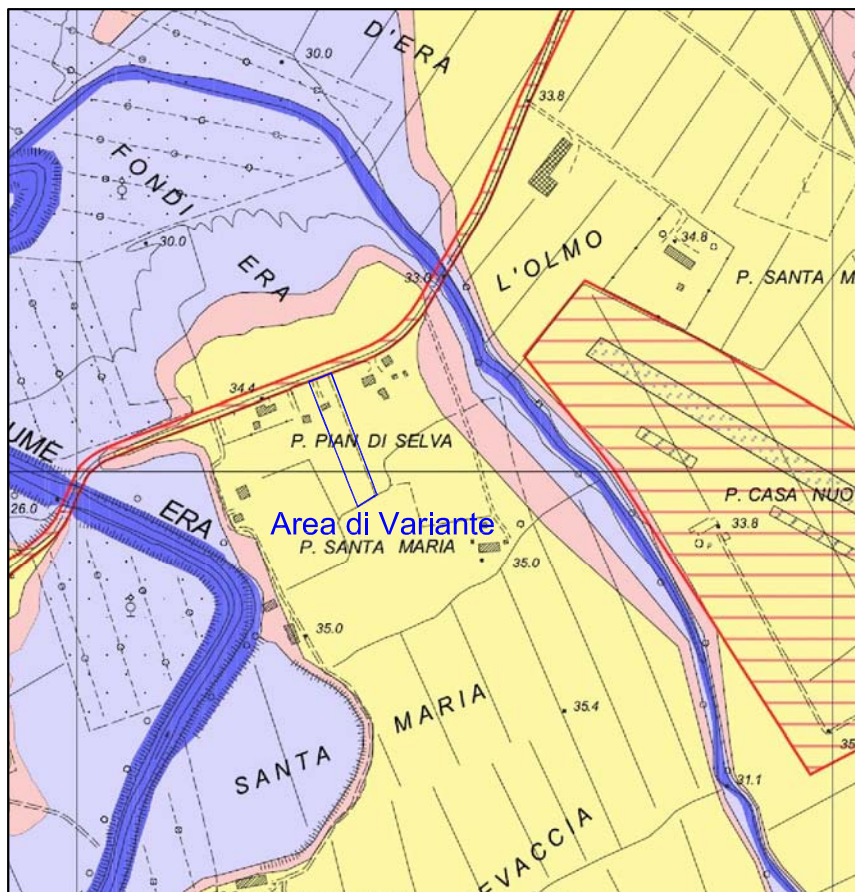 D'ERA
30.0
33.8
FONDI
30.0
ERA
33.0
L'OLMO
34.8
P. SANTA M
34.4
P. PIAN DI SELVA
UME
26.0
ERA
Area di Variante
P. SANTA MARIA
P. CASA NUO
33.8
35.0
35.0
MARIA
35.4
35
SANTA
31.1
EVACCIA